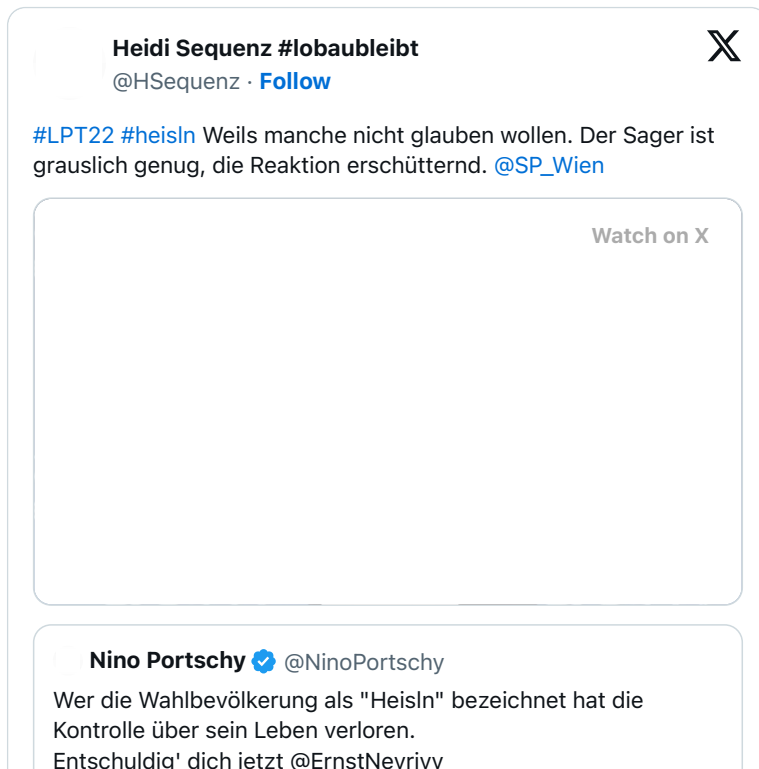 Heidi Sequenz #lobaubleibt
@HSequenz · Follow
#LPT22 #heisln Weils manche nicht glauben wollen. Der Sager ist
grauslich genug, die Reaktion erschütternd. @SP_Wien
Watch on X
Nino Portschy @NinoPortschy
Wer die Wahlbevölkerung als "Heisln" bezeichnet hat die
Kontrolle über sein Leben verloren.
Entschuldig' dich jetzt @ErnstNevrivy